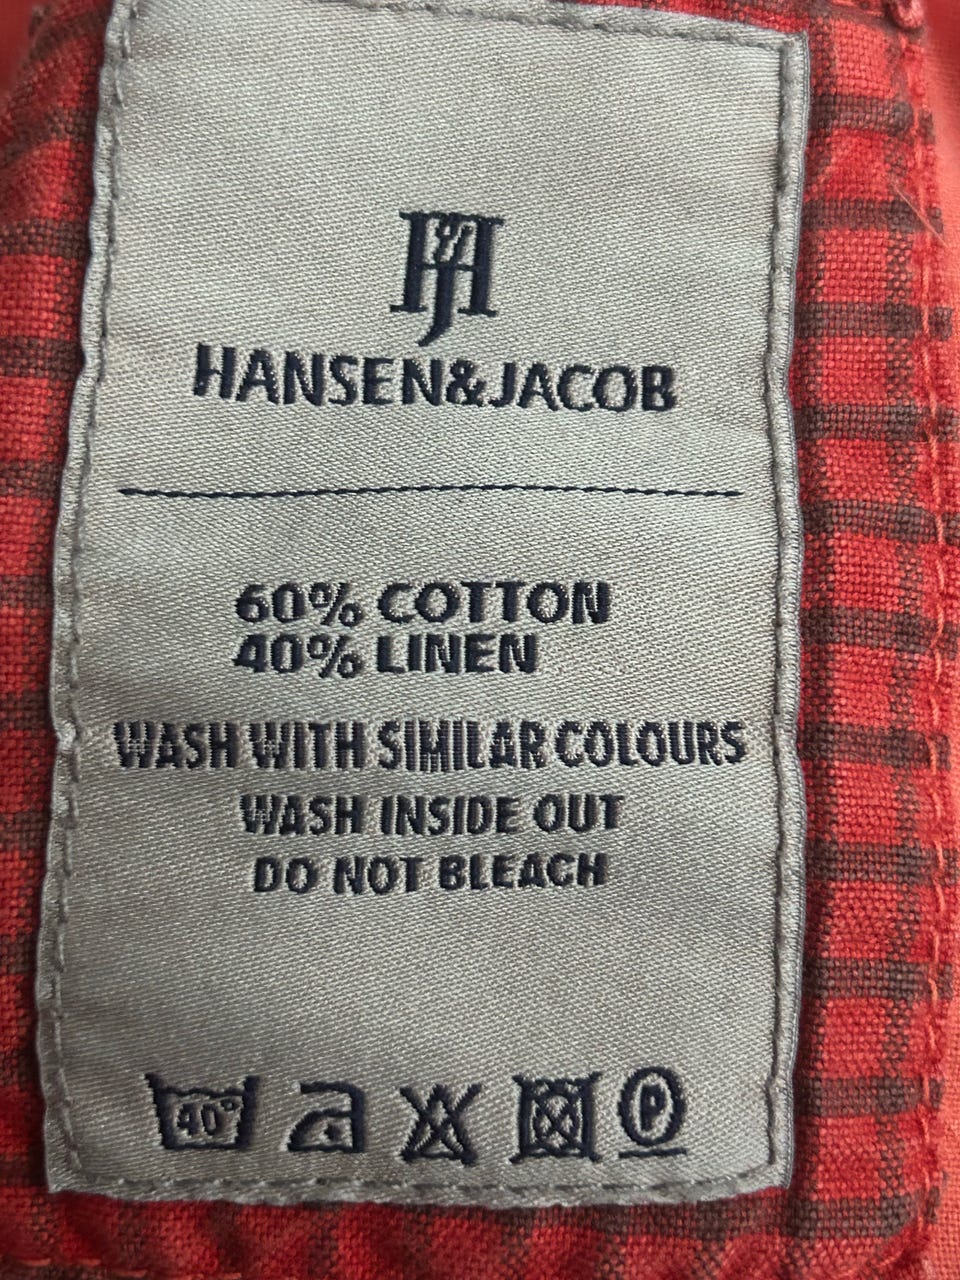 H&J
HANSEN&JACOB
60% COTTON
40% LINEN
WASH WITH SIMILAR COLOURS
WASH INSIDE OUT
DO NOT BLEACH
40° P